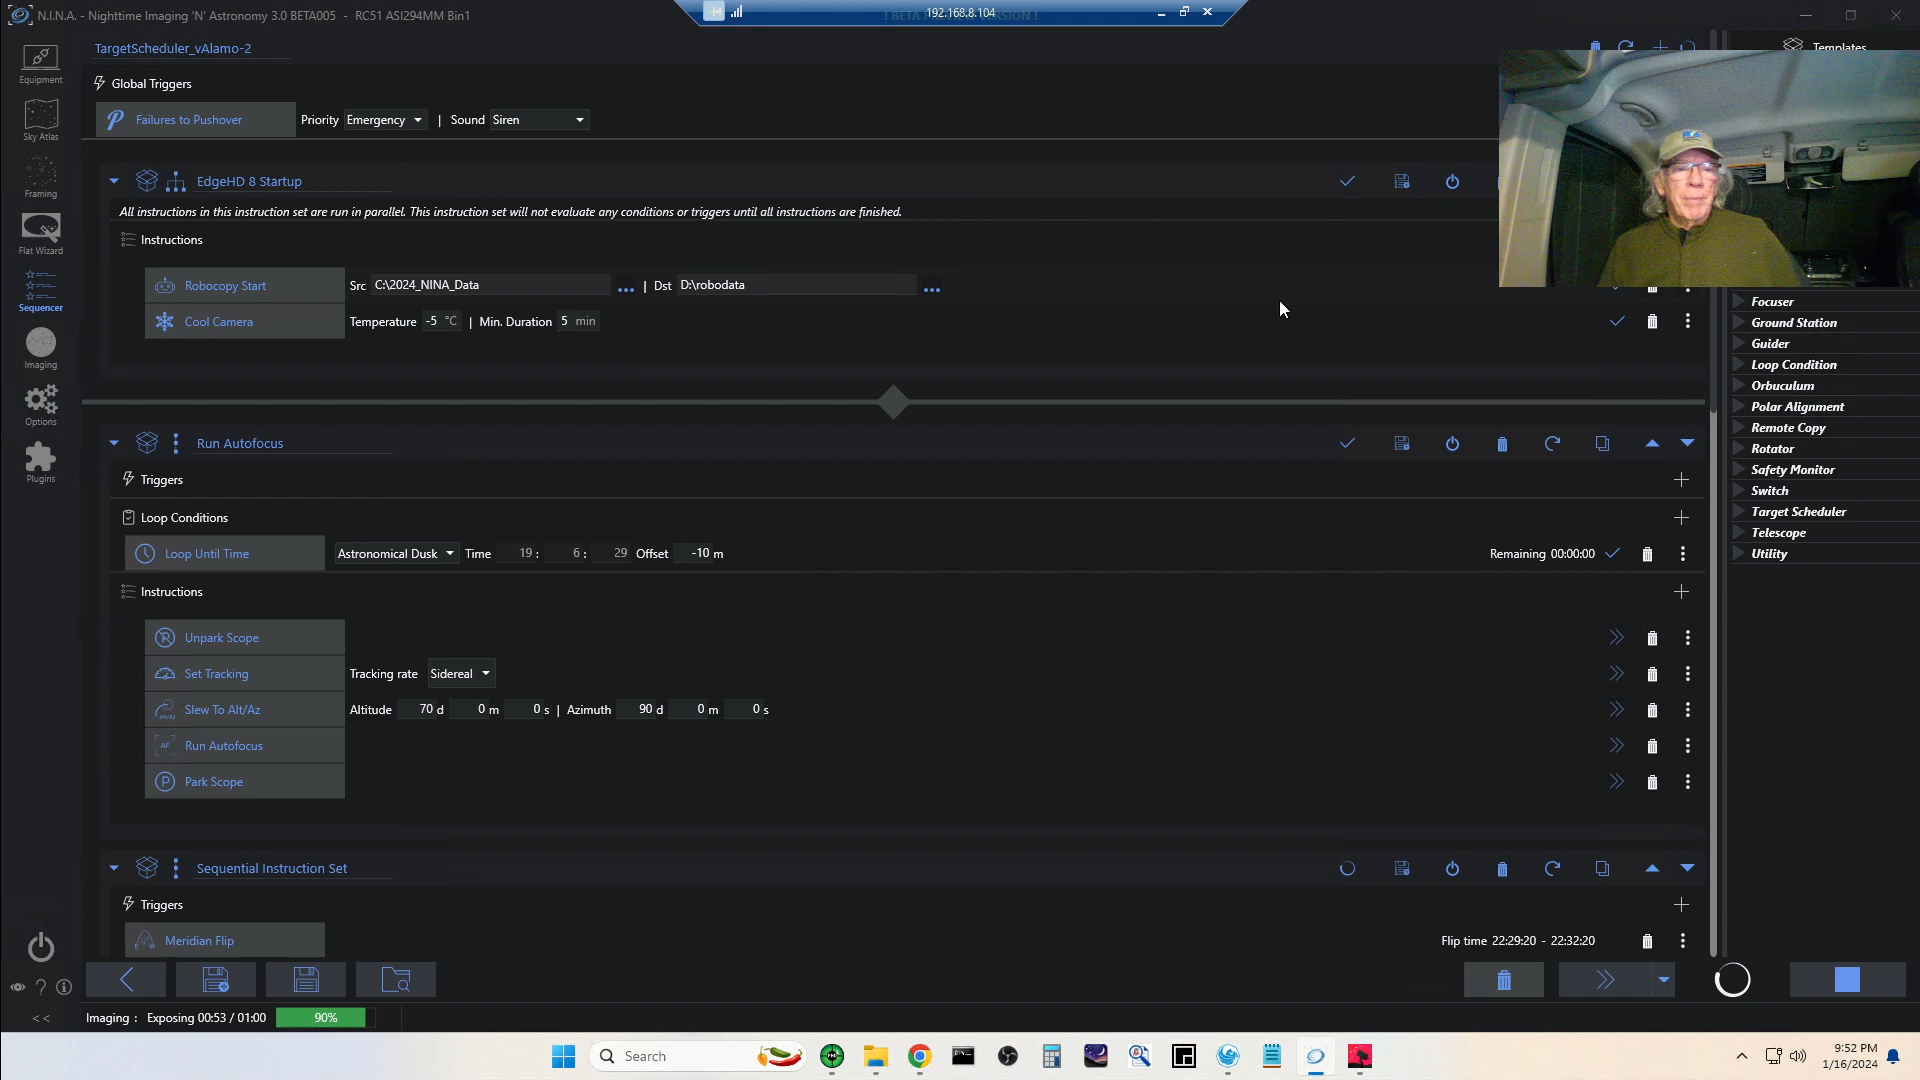 N.I.N.A. - Nighttime Imaging 'N' Astronomy 3.0 BETA005 - RC51 ASI294MM Bin1
192.168.8.104
TargetScheduler_vAlamo-2
Templates
Equipment
Global Triggers
Failures to Pushover Priority Emergency | Sound Siren
Sky Atlas
EdgeHD 8 Startup
Framing
All instructions in this instruction set are run in parallel. This instruction set will not evaluate any conditions or triggers until all instructions are finished.
Instructions
Flat Wizard
Robocopy Start Src C:\2024_NINA_Data ... | Dst D:\robodata ...
Sequencer
Cool Camera Temperature -5 °C | Min. Duration 5 min
Imaging
Focuser
Ground Station
Guider
Loop Condition
Orbuculum
Polar Alignment
Remote Copy
Rotator
Safety Monitor
Switch
Target Scheduler
Telescope
Utility
Options
Plugins
Run Autofocus
Triggers
Loop Conditions
Loop Until Time Astronomical Dusk Time 19 : 6 : 29 Offset -10 m Remaining 00:00:00
Instructions
Unpark Scope
Set Tracking Tracking rate Sidereal
Slew To Alt/Az Altitude 70 d 0 m 0 s | Azimuth 90 d 0 m 0 s
AF Run Autofocus
P Park Scope
Sequential Instruction Set
Triggers
Meridian Flip Flip time 22:29:20 - 22:32:20
<< Imaging : Exposing 00:53 / 01:00 90%
Search
9:52 PM
1/16/2024